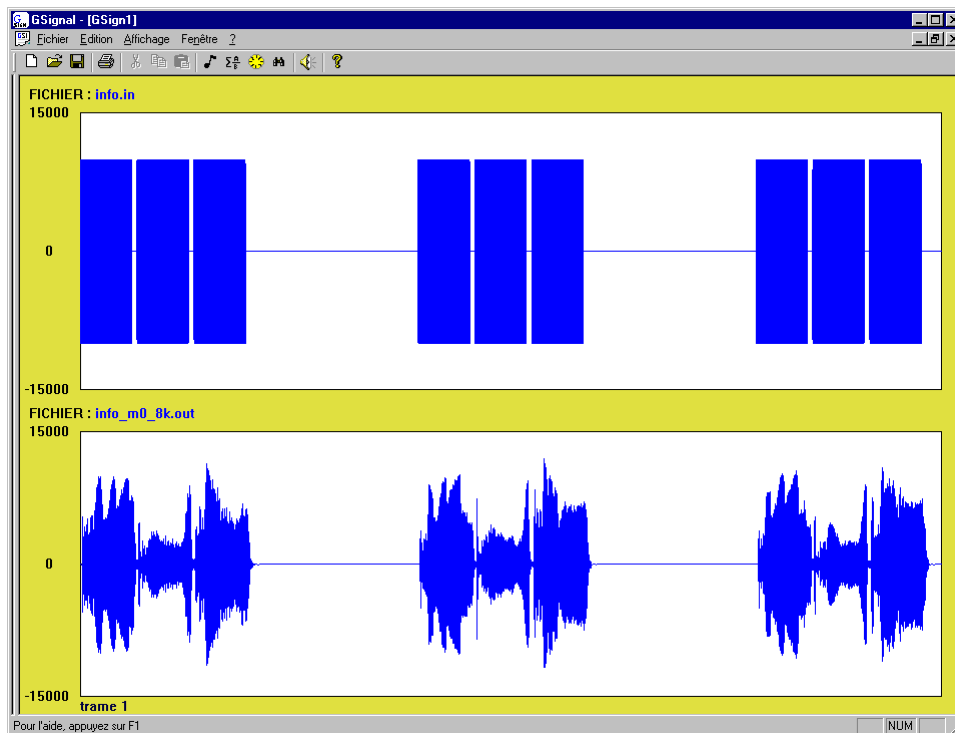 GSignal - [GSign1]
Fichier Edition Affichage Fenêtre ?
FICHIER : info.in
15000
0
-15000
FICHIER : info_m0_8k.out
15000
0
-15000
trame 1
Pour l'aide, appuyez sur F1
NUM